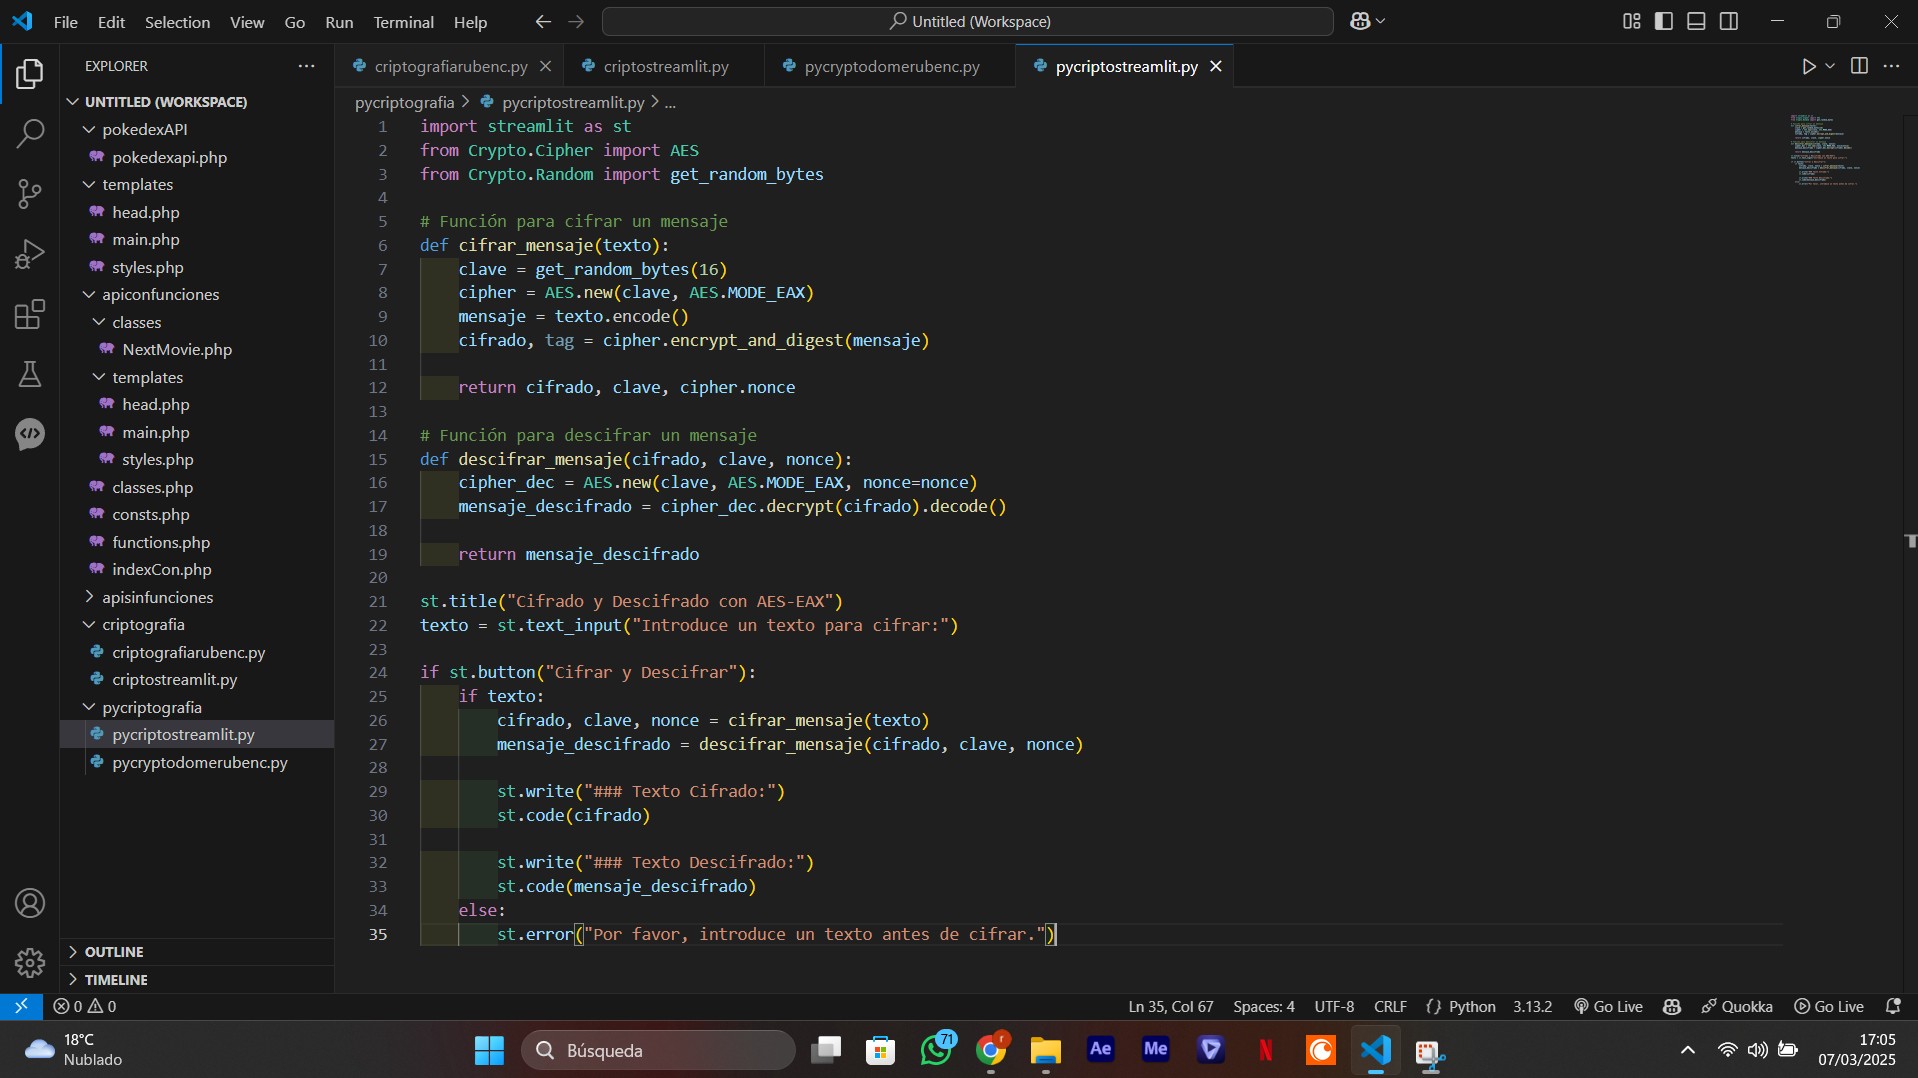 File Edit Selection View Go Run Terminal Help
Untitled (Workspace)
EXPLORER
UNTITLED (WORKSPACE)
pokedexAPI
pokedexapi.php
templates
head.php
main.php
styles.php
apiconfunciones
classes
NextMovie.php
templates
head.php
main.php
styles.php
classes.php
consts.php
functions.php
indexCon.php
apisinfunciones
criptografia
criptografiarubenc.py
criptostreamlit.py
pycriptografia
pycriptostreamlit.py
pycryptodomerubenc.py
OUTLINE
TIMELINE
criptografiarubenc.py criptostreamlit.py pycryptodomerubenc.py pycriptostreamlit.py
pycriptografia > pycriptostreamlit.py > ...
1 import streamlit as st
2 from Crypto.Cipher import AES
3 from Crypto.Random import get_random_bytes
4
5 # Función para cifrar un mensaje
6 def cifrar_mensaje(texto):
7 clave = get_random_bytes(16)
8 cipher = AES.new(clave, AES.MODE_EAX)
9 mensaje = texto.encode()
10 cifrado, tag = cipher.encrypt_and_digest(mensaje)
11
12 return cifrado, clave, cipher.nonce
13
14 # Función para descifrar un mensaje
15 def descifrar_mensaje(cifrado, clave, nonce):
16 cipher_dec = AES.new(clave, AES.MODE_EAX, nonce=nonce)
17 mensaje_descifrado = cipher_dec.decrypt(cifrado).decode()
18
19 return mensaje_descifrado
20
21 st.title("Cifrado y Descifrado con AES-EAX")
22 texto = st.text_input("Introduce un texto para cifrar:")
23
24 if st.button("Cifrar y Descifrar"):
25 if texto:
26 cifrado, clave, nonce = cifrar_mensaje(texto)
27 mensaje_descifrado = descifrar_mensaje(cifrado, clave, nonce)
28
29 st.write("### Texto Cifrado:")
30 st.code(cifrado)
31
32 st.write("### Texto Descifrado:")
33 st.code(mensaje_descifrado)
34 else:
35 st.error("Por favor, introduce un texto antes de cifrar.")
0 0 Ln 35, Col 67 Spaces: 4 UTF-8 CRLF {} Python 3.13.2 Go Live Quokka Go Live
18°C
Nublado
Búsqueda
71
r
Ae
Me
N
17:05
07/03/2025